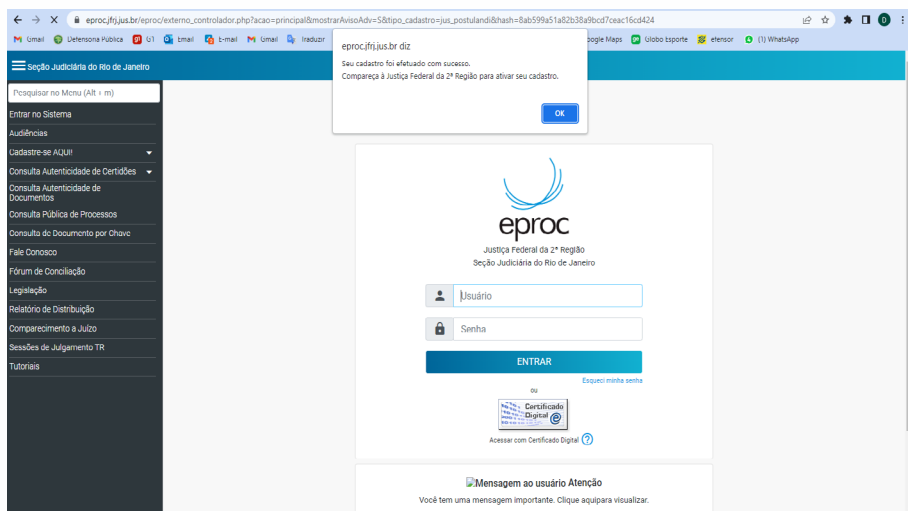 eproc.jfrj.jus.br/eproc/externo_controlador.php?acao=principal&mostrarAvisoAdv=S&tipo_cadastro=jus_postulandi&hash=8ab599a51a82b38a9bcd7ceac16cd424
Gmail Defensoria Pública G1 Email E-mail Gmail Traduzir oogle Maps Globo Esporte efensor (1) WhatsApp
eproc.jfrj.jus.br diz
Seu cadastro foi efetuado com sucesso.
Compareça à Justiça Federal da 2ª Região para ativar seu cadastro.
OK
Seção Judiciária do Rio de Janeiro
Pesquisar no Menu (Alt + m)
Entrar no Sistema
Audiências
Cadastre-se AQUI!
Consulta Autenticidade de Certidões
Consulta Autenticidade de
Documentos
Consulta Pública de Processos
Consulta de Documento por Chave
Fale Conosco
Fórum de Conciliação
Legislação
Relatório de Distribuição
Comparecimento a Juízo
Sessões de Julgamento TR
Tutoriais
eproc
Justiça Federal da 2ª Região
Seção Judiciária do Rio de Janeiro
Usuário
Senha
ENTRAR
Esqueci minha senha
ou
Certificado
Digital
Acessar com Certificado Digital ?
Mensagem ao usuário Atenção
Você tem uma mensagem importante. Clique aquipara visualizar.